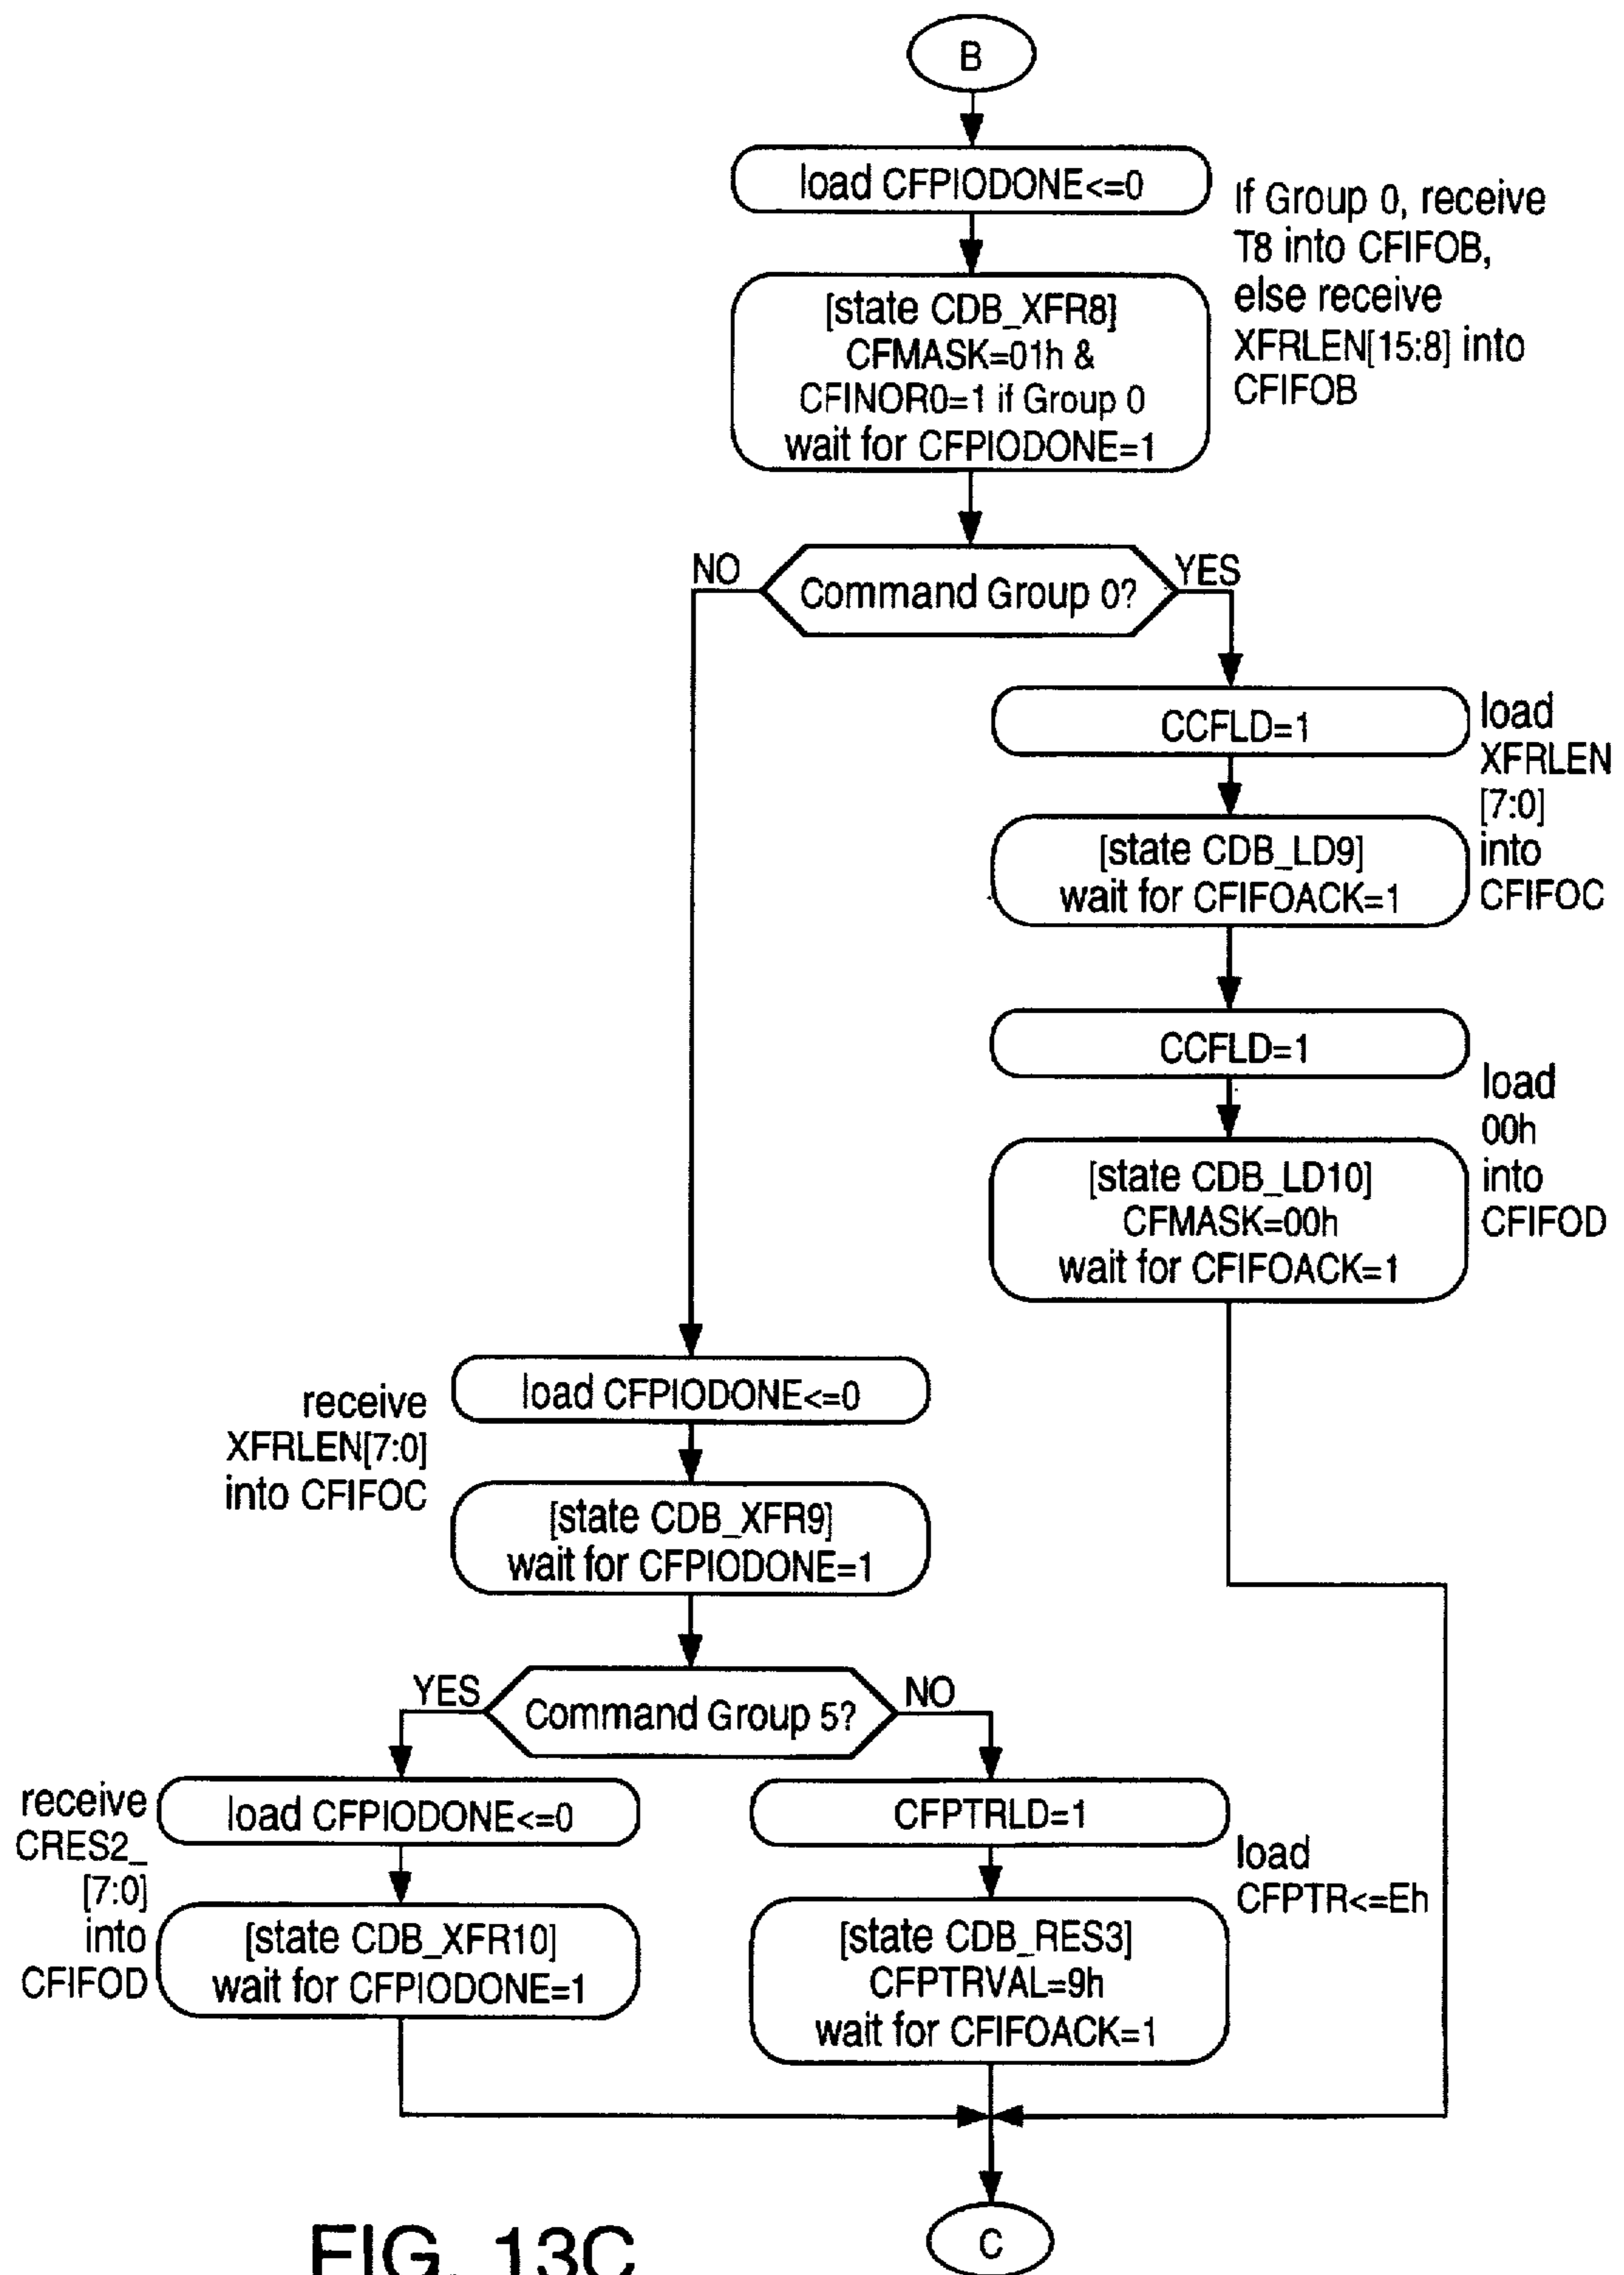 B
load CFPIODONE<=0
If Group 0, receive
T8 into CFIFOB,
else receive
XFRLEN[15:8] into
CFIFOB
[state CDB_XFR8]
CFMASK=01h &
CFINOR0=1 if Group 0
wait for CFPIODONE=1
NO
Command Group 0?
YES
CCFLD=1
load
XFRLEN
[7:0]
into
CFIFOC
[state CDB_LD9]
wait for CFIFOACK=1
CCFLD=1
load
00h
into
CFIFOD
[state CDB_LD10]
CFMASK=00h
wait for CFIFOACK=1
load CFPIODONE<=0
receive
XFRLEN[7:0]
into CFIFOC
[state CDB_XFR9]
wait for CFPIODONE=1
YES
Command Group 5?
NO
receive
CRES2_
[7:0]
into
CFIFOD
load CFPIODONE<=0
[state CDB_XFR10]
wait for CFPIODONE=1
CFPTRLD=1
load
CFPTR<=Eh
[state CDB_RES3]
CFPTRVAL=9h
wait for CFIFOACK=1
C
FIG. 13C